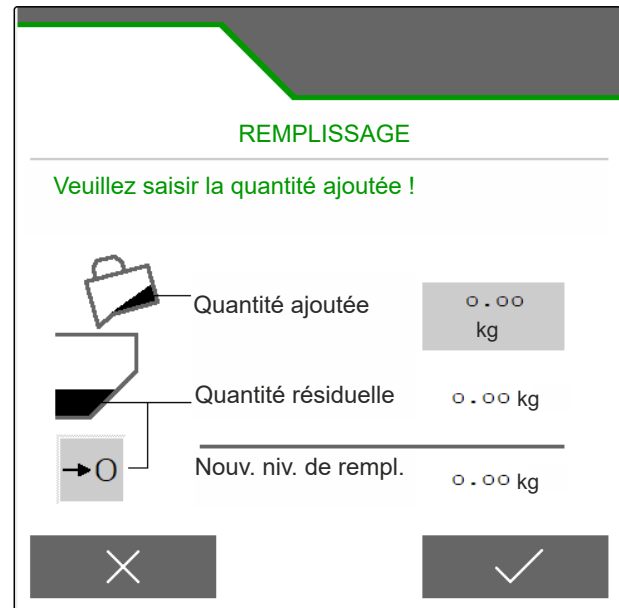 REMPLISSAGE
Veuillez saisir la quantité ajoutée !
Quantité ajoutée
0.00
kg
Quantité résiduelle
0.00 kg
→0
Nouv. niv. de rempl.
0.00 kg